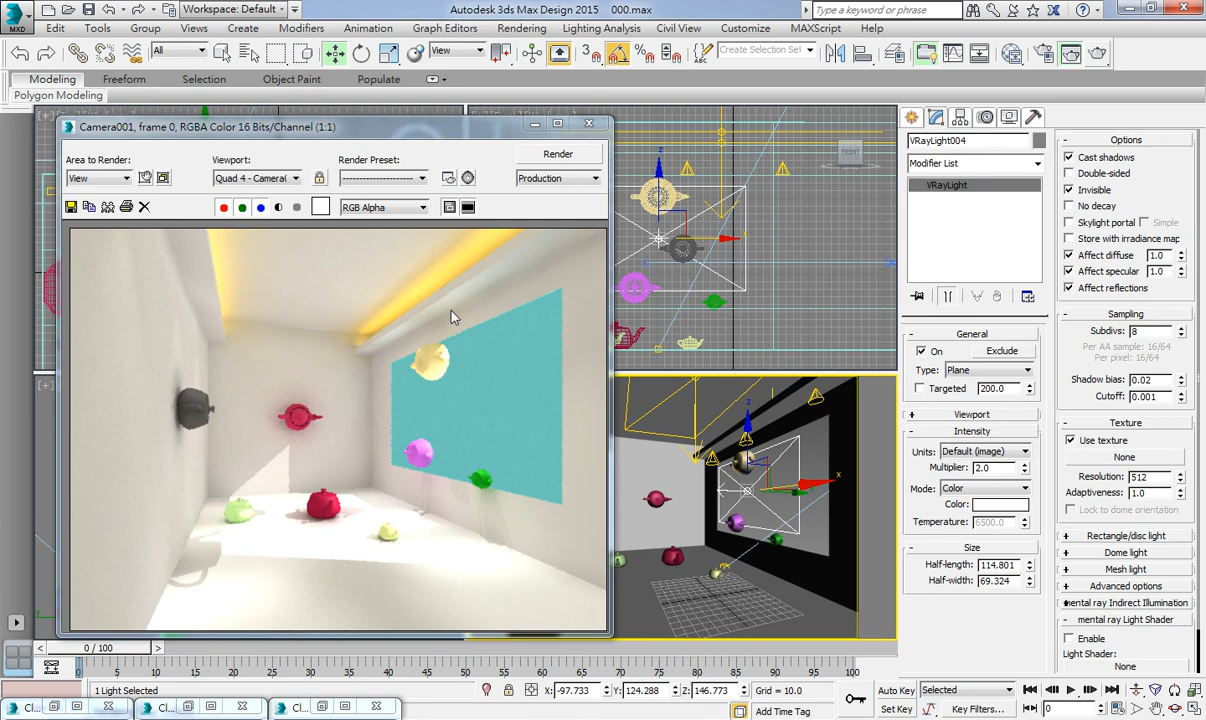 MXD
Workspace: Default
Autodesk 3ds Max Design 2015    000.max
Type a keyword or phrase
Edit Tools Group Views Create Modifiers Animation Graph Editors Rendering Lighting Analysis Civil View Customize MAXScript Help
All
View
3
Create Selection Se
Modeling Freeform Selection Object Paint Populate
Polygon Modeling
Camera001, frame 0, RGBA Color 16 Bits/Channel (1:1)
Area to Render:
Viewport:
Render Preset:
Render
View
Quad 4 - Camera
Production
RGB Alpha
FRONT
z
x
z
x
VRayLight004
Modifier List
VRayLight
General
On
Exclude
Type: Plane
Targeted 200.0
Viewport
Intensity
Units: Default (image)
Multiplier: 2.0
Mode: Color
Color:
Temperature: 6500.0
Size
Half-length: 114.801
Half-width: 69.324
Options
Cast shadows
Double-sided
Invisible
No decay
Skylight portal Simple
Store with irradiance map
Affect diffuse 1.0
Affect specular 1.0
Affect reflections
Sampling
Subdivs: 8
Per AA sample: 16/64
Per pixel: 16/64
Shadow bias: 0.02
Cutoff: 0.001
Texture
Use texture
None
Resolution: 512
Adaptiveness: 1.0
Lock to dome orientation
Rectangle/disc light
Dome light
Mesh light
Advanced options
mental ray Indirect Illumination
mental ray Light Shader
Enable
Light Shader:
None
0 / 100
0 5 10 15 20 25 30 35 40 45 50 55 60 65 70 75 80 85 90 95 100
1 Light Selected
X: -97.733 Y: 124.288 Z: 146.773 Grid = 10.0
Add Time Tag
Auto Key Selected
Set Key Key Filters...
0
Cl... Cl... Cl...